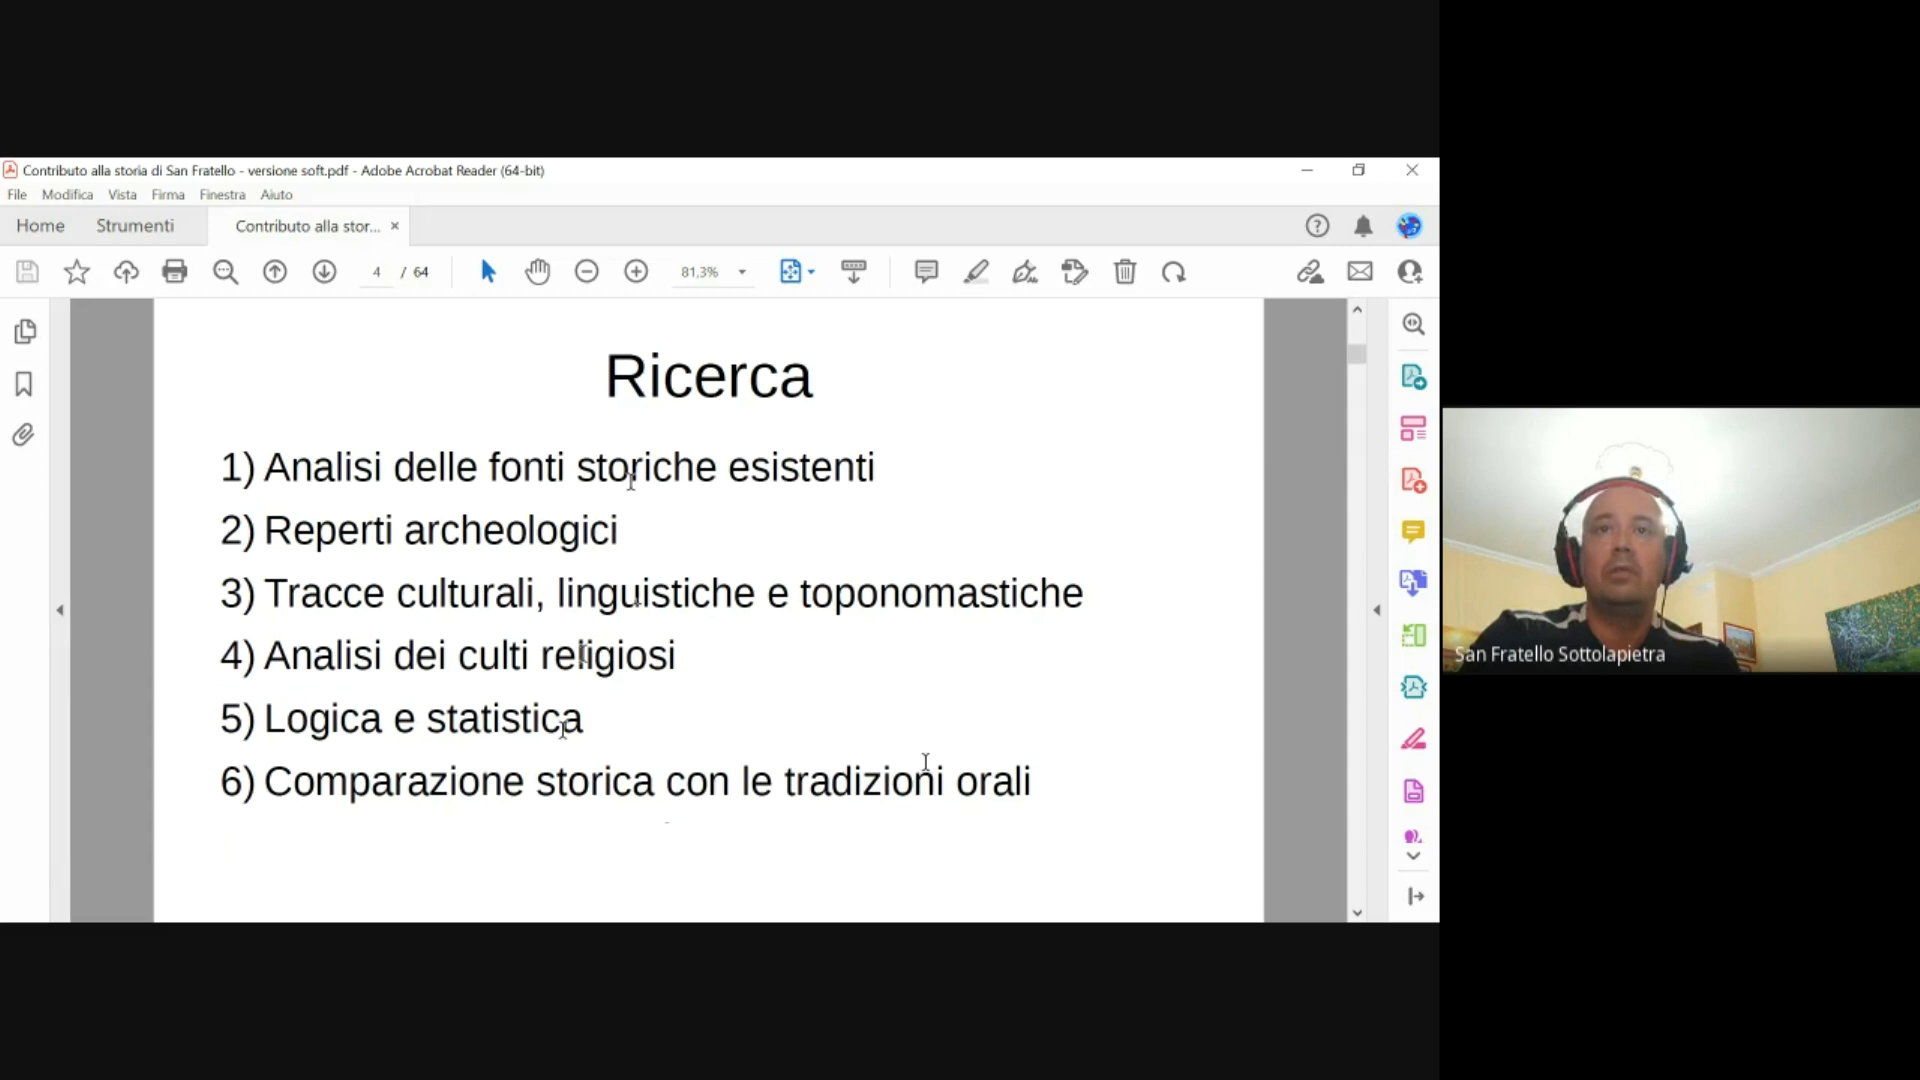 Contributo alla storia di San Fratello - versione soft.pdf - Adobe Acrobat Reader (64-bit)
File Modifica Vista Firma Finestra Aiuto
Home Strumenti Contributo alla stor... ×
4 / 64 81,3%
Ricerca
1) Analisi delle fonti storiche esistenti
2) Reperti archeologici
3) Tracce culturali, linguistiche e toponomastiche
4) Analisi dei culti religiosi
5) Logica e statistica
6) Comparazione storica con le tradizioni orali
San Fratello Sottolapietra